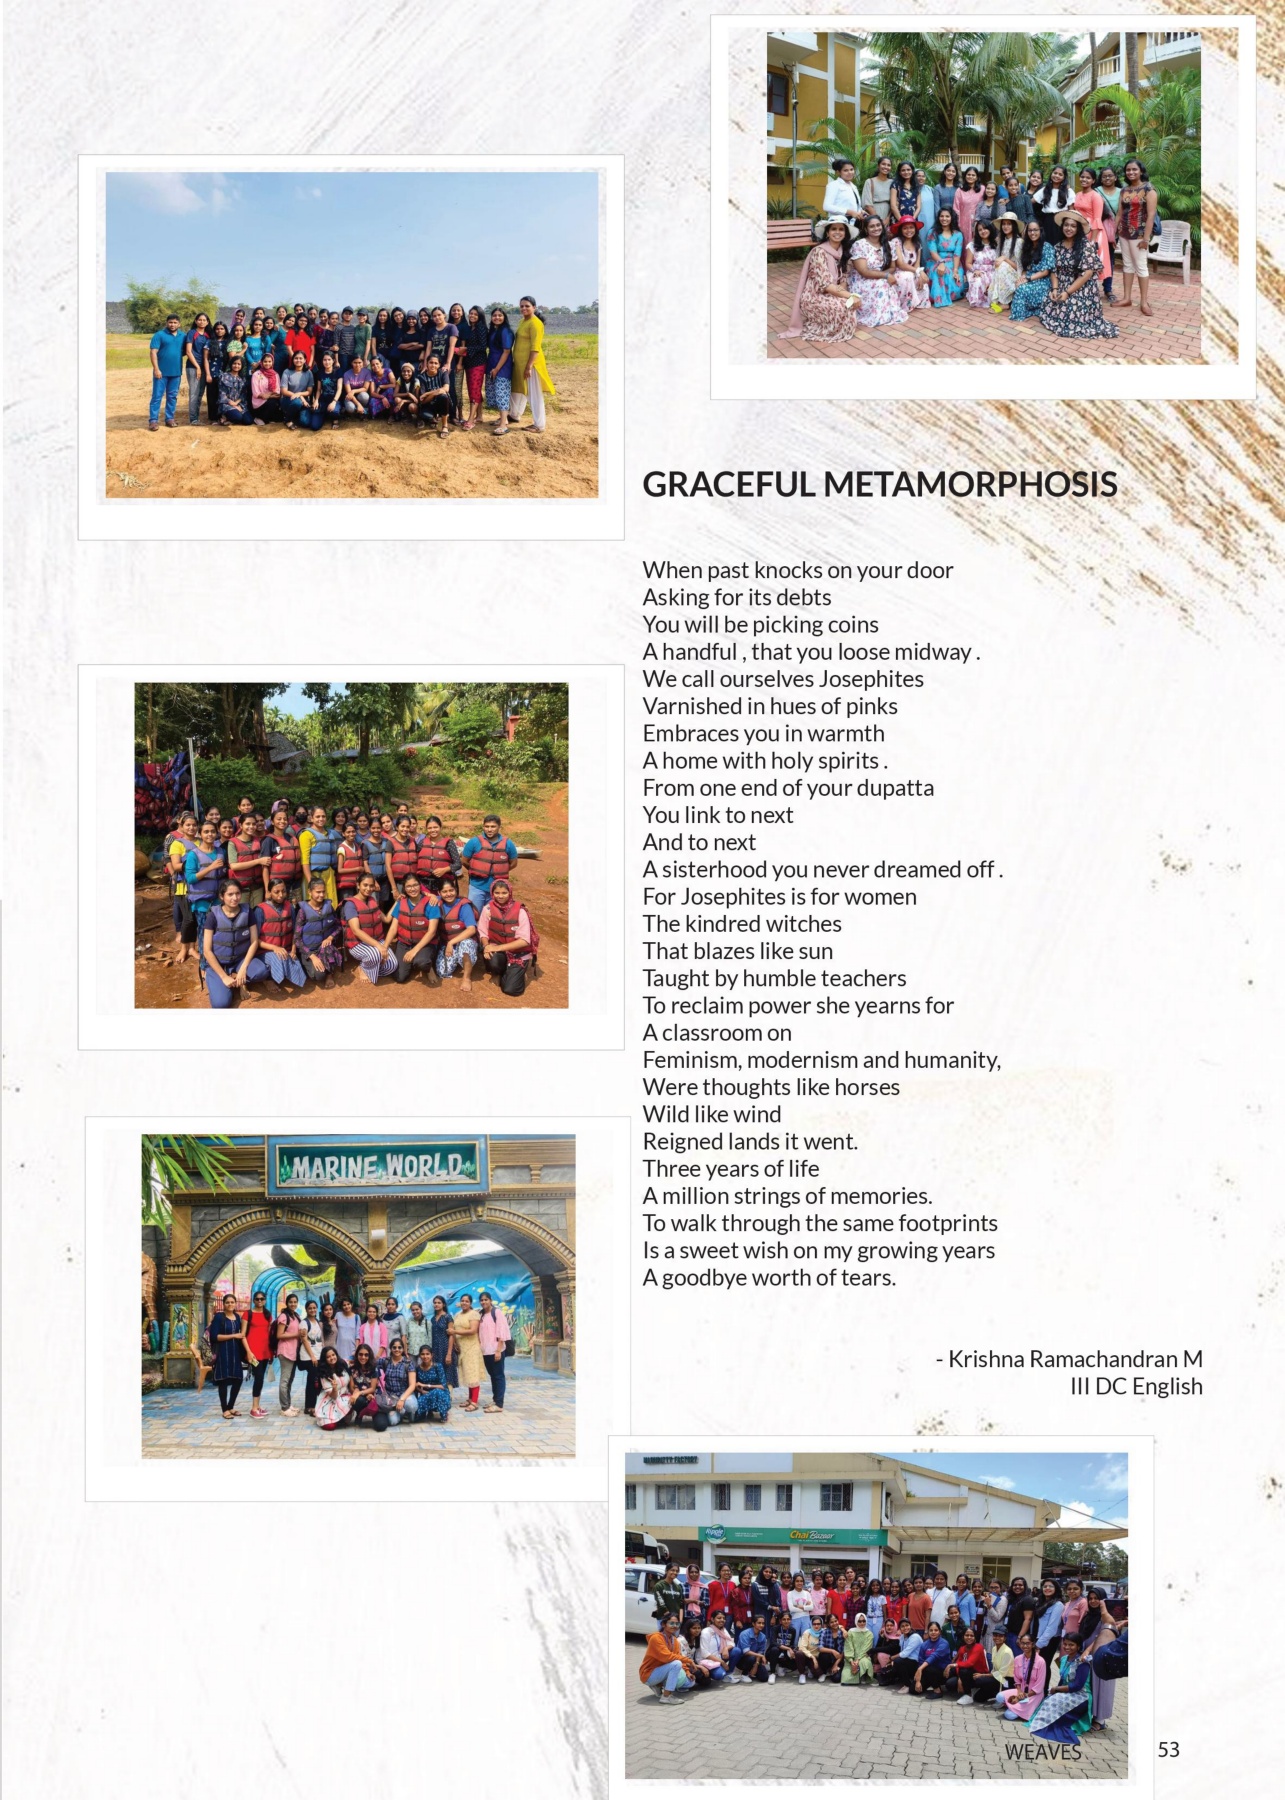 GRACEFUL METAMORPHOSIS
When past knocks on your door
Asking for its debts
You will be picking coins
A handful , that you loose midway .
We call ourselves Josephites
Varnished in hues of pinks
Embraces you in warmth
A home with holy spirits .
From one end of your dupatta
You link to next
And to next
A sisterhood you never dreamed off .
For Josephites is for women
The kindred witches
That blazes like sun
Taught by humble teachers
To reclaim power she yearns for
A classroom on
Feminism, modernism and humanity,
Were thoughts like horses
Wild like wind
Reigned lands it went.
Three years of life
A million strings of memories.
To walk through the same footprints
Is a sweet wish on my growing years
A goodbye worth of tears.
- Krishna Ramachandran M
III DC English
MARINE WORLD
FACTORY
Ripple
Chai Bazaar
WEAVES
53